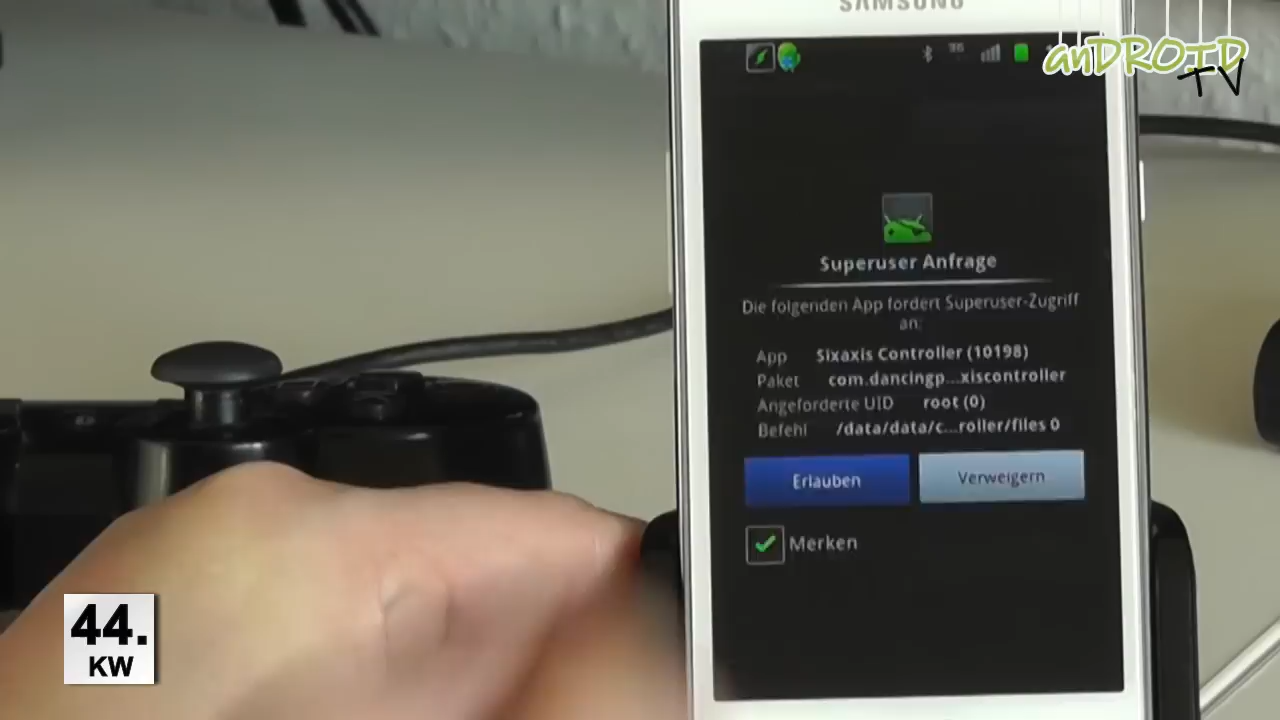 SAMSUNG
anDROID
TV
3G
Superuser Anfrage
Die folgenden App fordert Superuser-Zugriff
an:
App Sixaxis Controller (10198)
Paket com.dancingp...xiscontroller
Angeforderte UID root (0)
Befehl /data/data/c...roller/files 0
Erlauben Verweigern
Merken
44.
KW